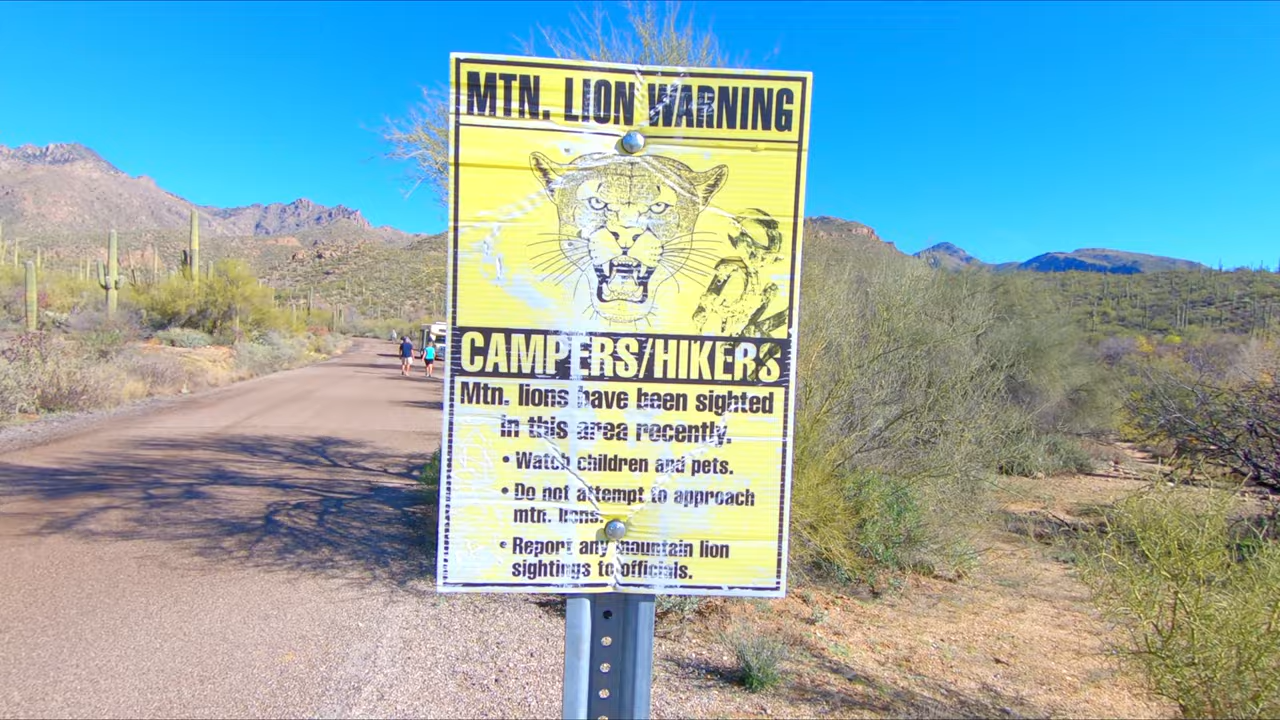 MTN. LION WARNING
CAMPERS/HIKERS
Mtn. lions have been sighted
in this area recently.
• Watch children and pets.
• Do not attempt to approach
mtn. lions.
• Report any mountain lion
sightings to officials.